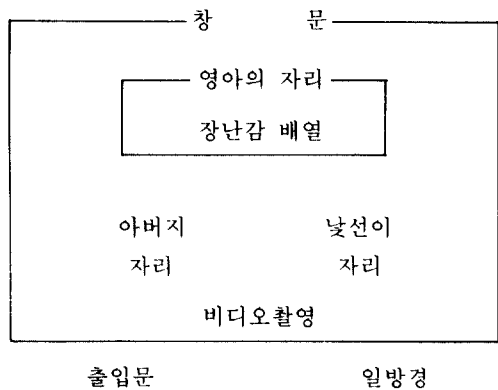 창 문
영아의 자리
장난감 배열
아버지 낯선이
자리 자리
비디오촬영
출입문 일방경